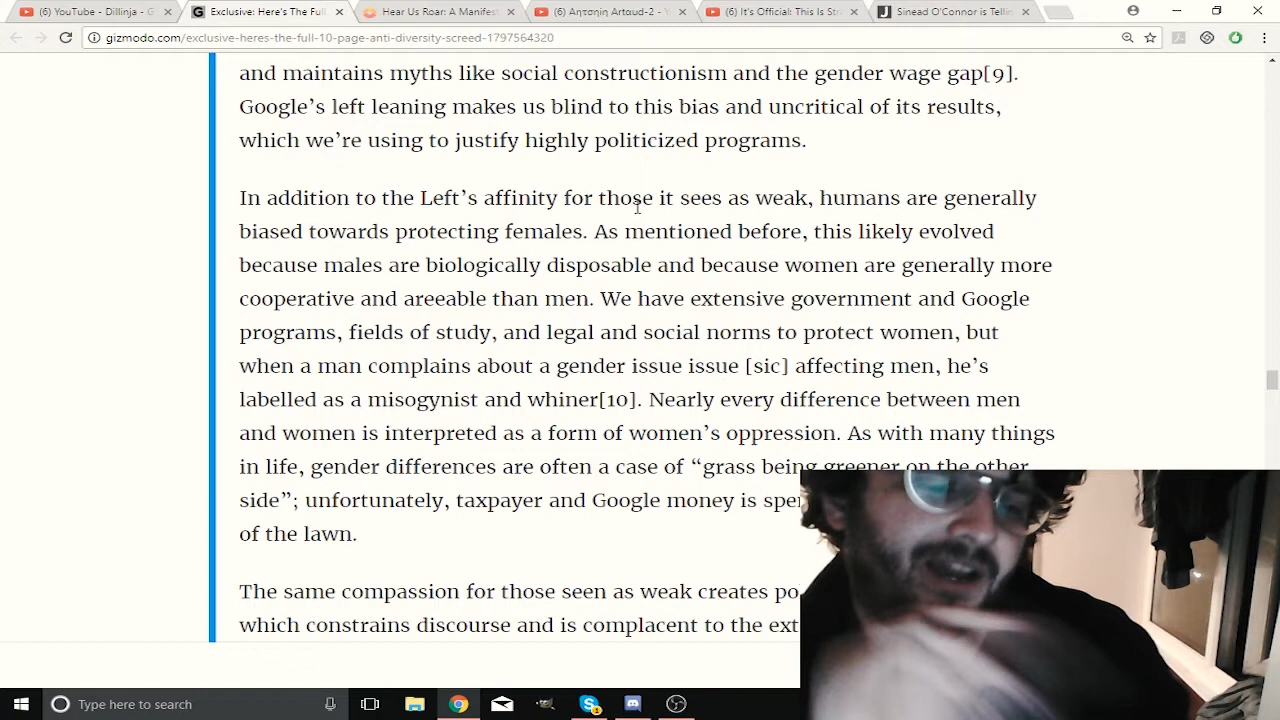 (6) YouTube - Dillinja - G
Exclusive: Here's The Full
Hear Us Roar: A Manifest
(6) Αητσηίη Artaud-2 - Y
(6) It's Official: This Is Str
Sinead O'Connor is Tellin
gizmodo.com/exclusive-heres-the-full-10-page-anti-diversity-screed-1797564320
and maintains myths like social constructionism and the gender wage gap[9].
Google’s left leaning makes us blind to this bias and uncritical of its results,
which we’re using to justify highly politicized programs.
In addition to the Left’s affinity for those it sees as weak, humans are generally
biased towards protecting females. As mentioned before, this likely evolved
because males are biologically disposable and because women are generally more
cooperative and areeable than men. We have extensive government and Google
programs, fields of study, and legal and social norms to protect women, but
when a man complains about a gender issue issue [sic] affecting men, he’s
labelled as a misogynist and whiner[10]. Nearly every difference between men
and women is interpreted as a form of women’s oppression. As with many things
in life, gender differences are often a case of “grass being greener on the other
side”; unfortunately, taxpayer and Google money is spe
of the lawn.
The same compassion for those seen as weak creates po
which constrains discourse and is complacent to the ext
Type here to search